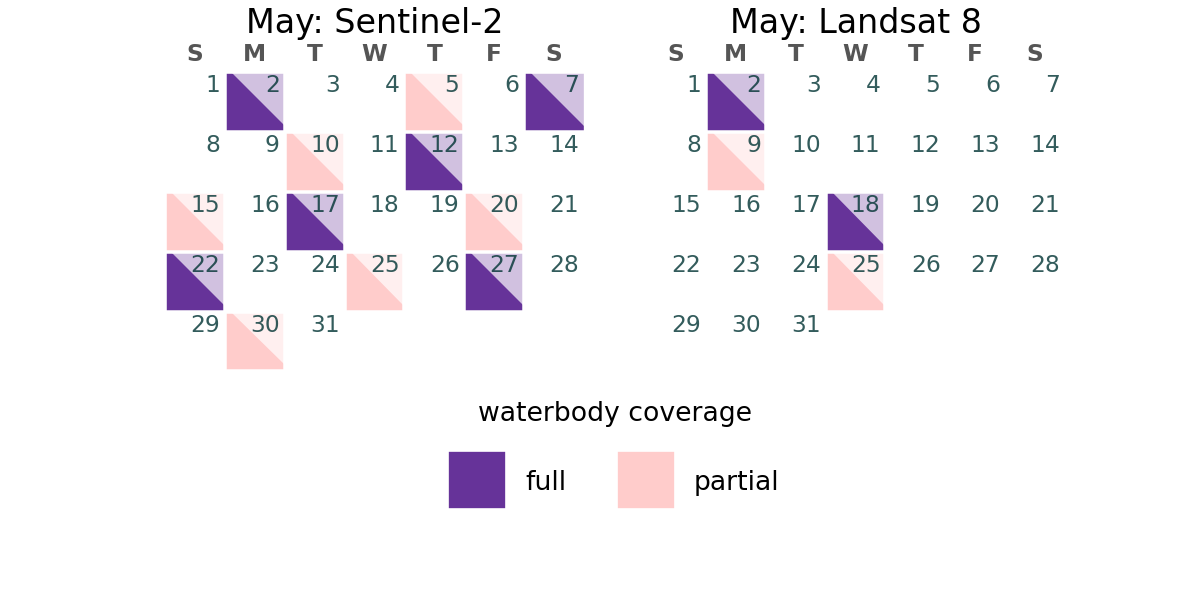 May: Sentinel-2
S M T W T F S
1 2 3 4 5 6 7
8 9 10 11 12 13 14
15 16 17 18 19 20 21
22 23 24 25 26 27 28
29 30 31
May: Landsat 8
S M T W T F S
1 2 3 4 5 6 7
8 9 10 11 12 13 14
15 16 17 18 19 20 21
22 23 24 25 26 27 28
29 30 31
waterbody coverage
full
partial